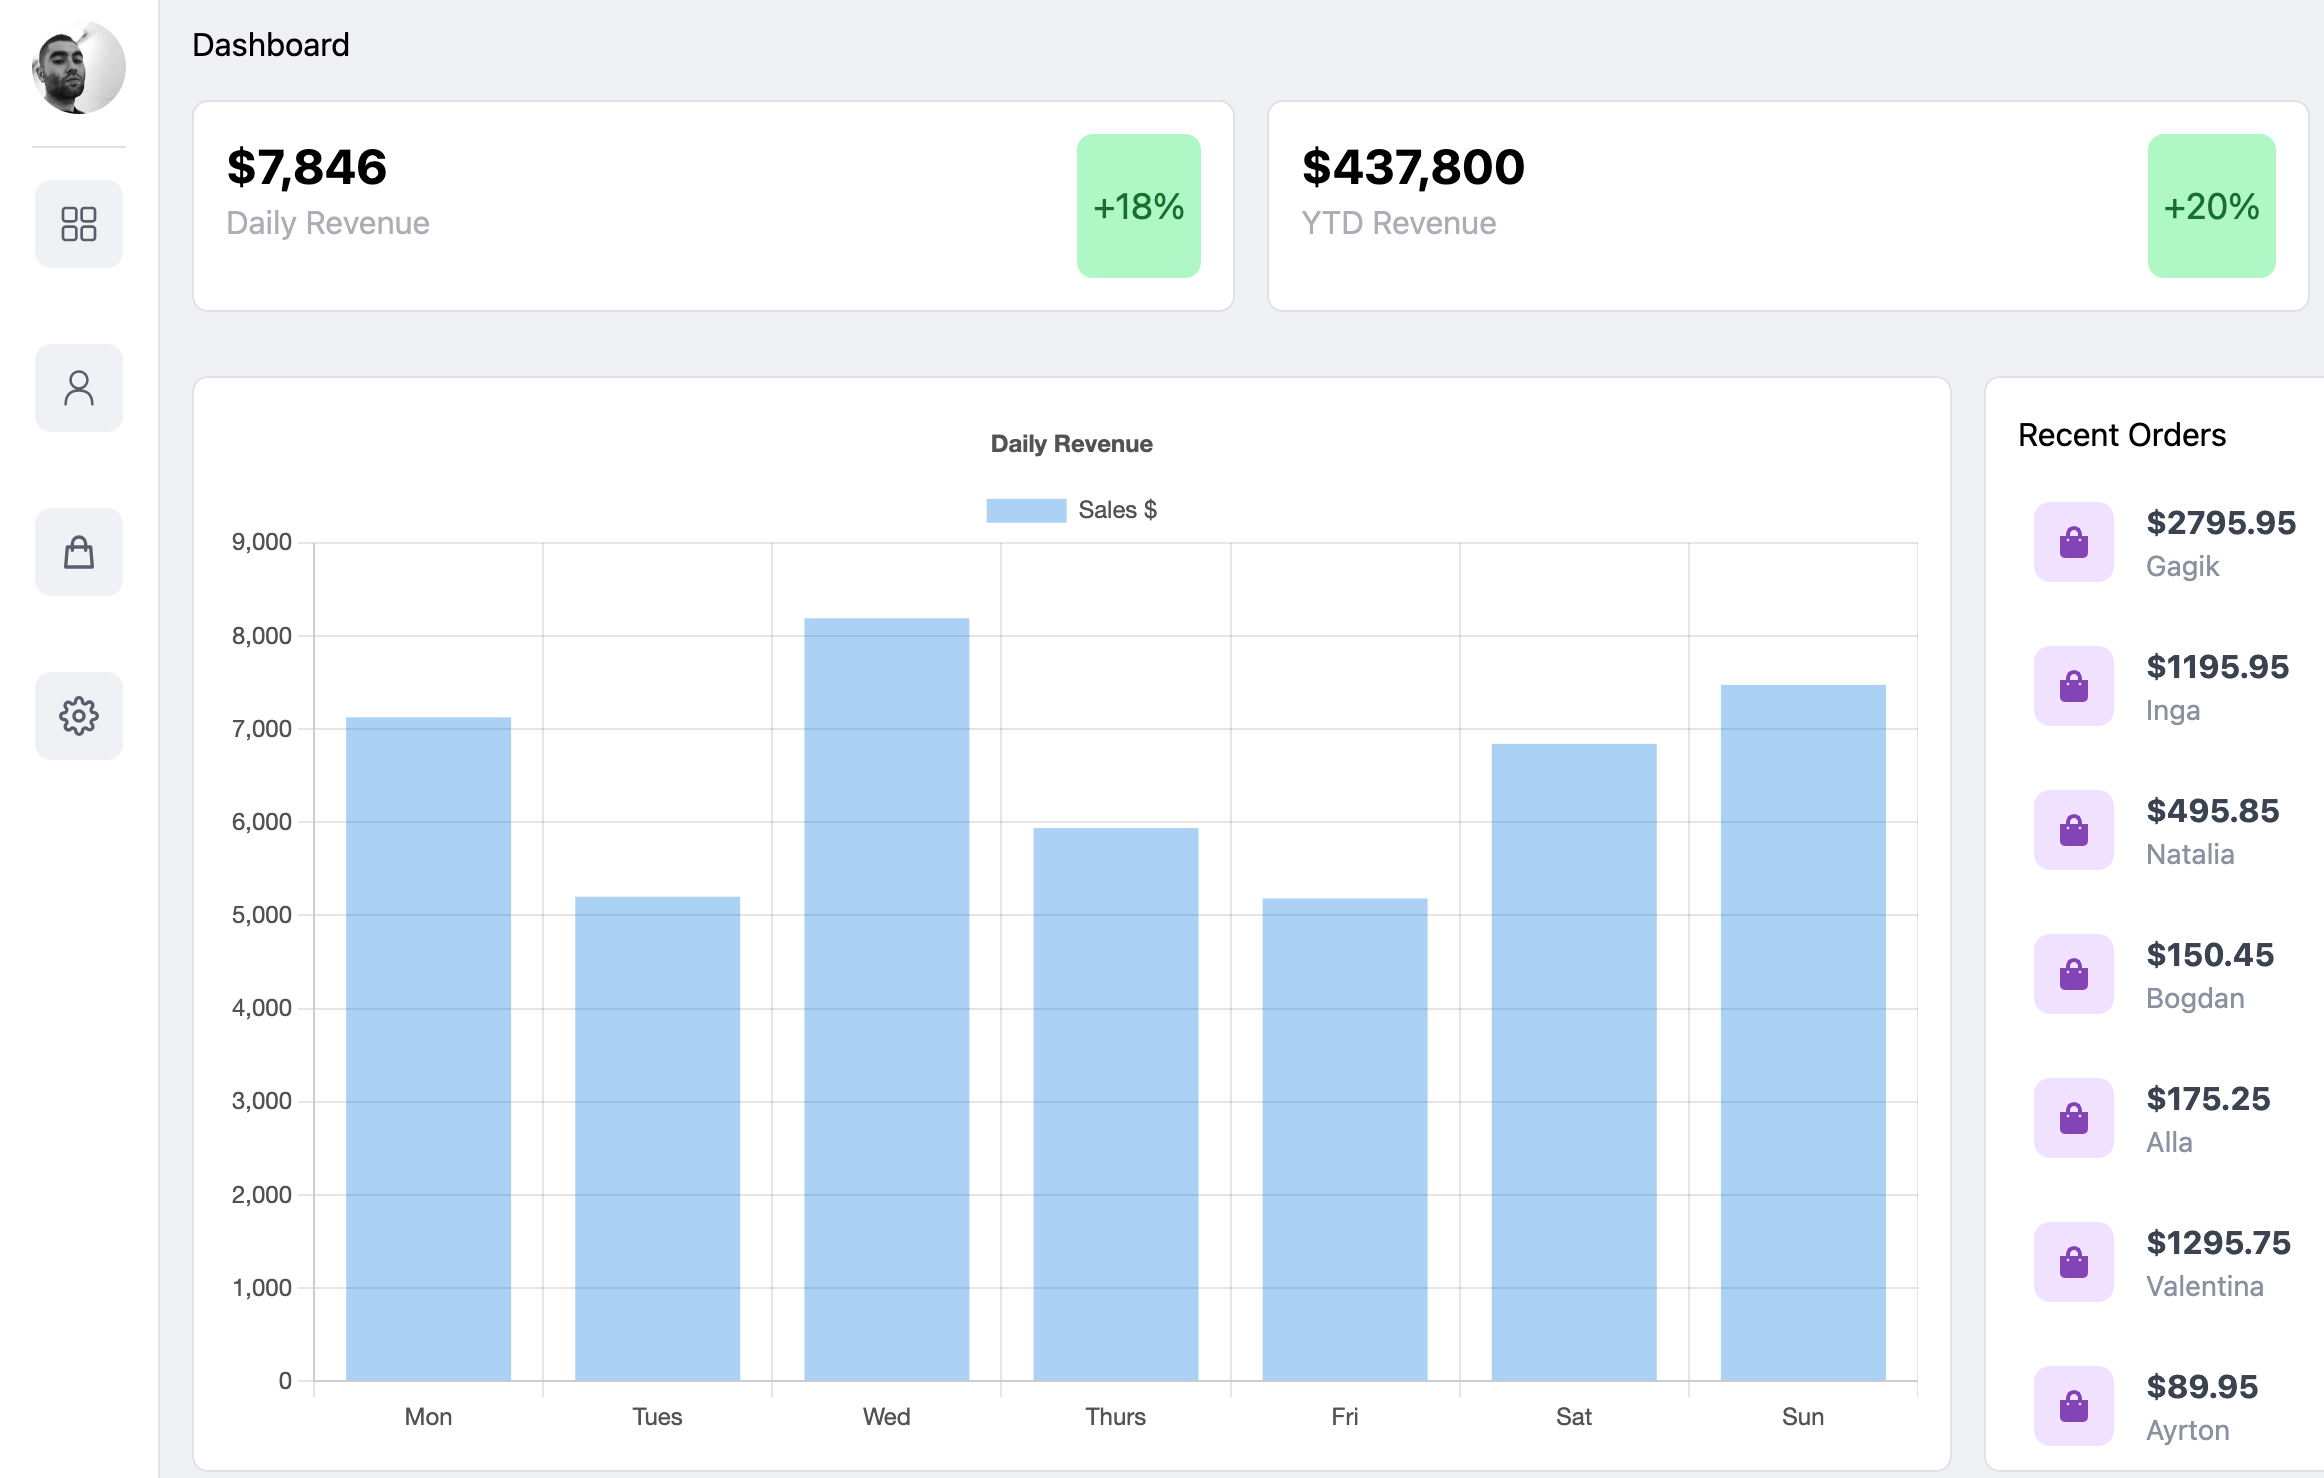 Dashboard
$7,846
Daily Revenue
+18%
$437,800
YTD Revenue
+20%
Daily Revenue
Sales $
9,000
8,000
7,000
6,000
5,000
4,000
3,000
2,000
1,000
0
Mon Tues Wed Thurs Fri Sat Sun
Recent Orders
$2795.95
Gagik
$1195.95
Inga
$495.85
Natalia
$150.45
Bogdan
$175.25
Alla
$1295.75
Valentina
$89.95
Ayrton